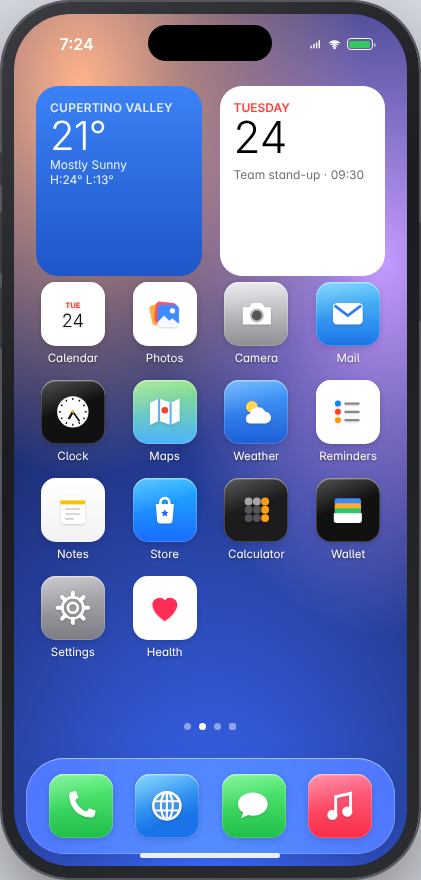 7:24
CUPERTINO VALLEY
21°
Mostly Sunny
H:24° L:13°
TUESDAY
24
Team stand-up · 09:30
TUE
24
Calendar
Photos
Camera
Mail
Clock
Maps
Weather
Reminders
Notes
Store
Calculator
Wallet
Settings
Health